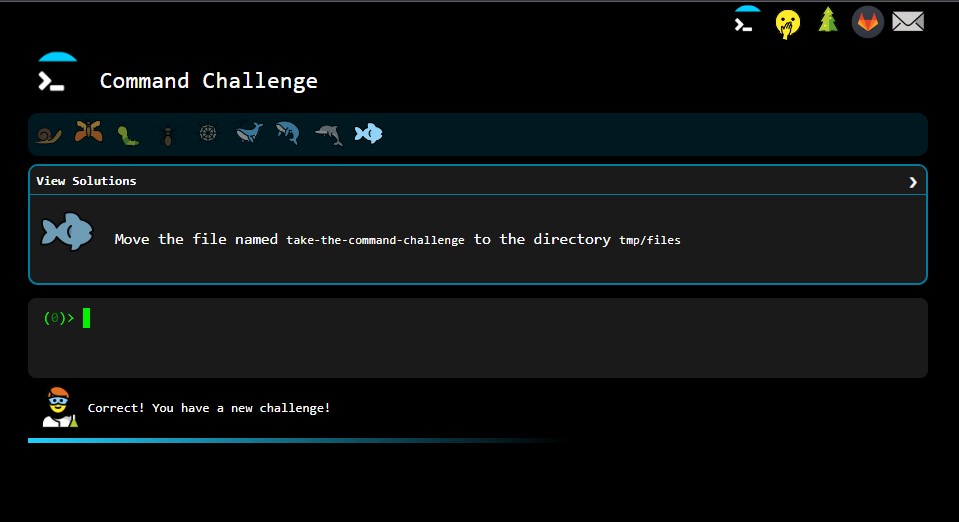 Command Challenge
View Solutions
Move the file named take-the-command-challenge to the directory tmp/files
(0)>
Correct! You have a new challenge!